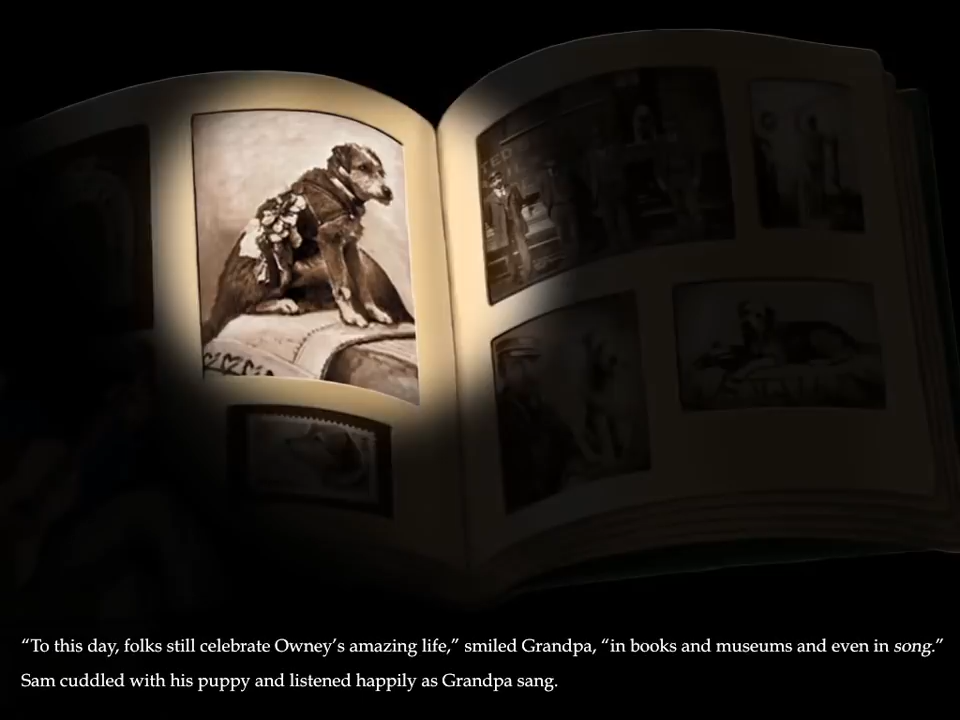 TED
“To this day, folks still celebrate Owney’s amazing life,” smiled Grandpa, “in books and museums and even in song.”
Sam cuddled with his puppy and listened happily as Grandpa sang.